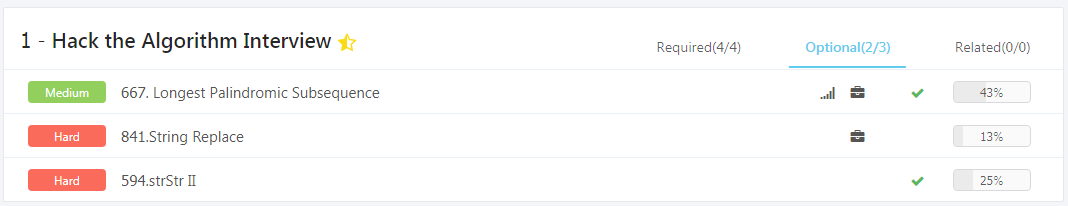 1 - Hack the Algorithm Interview Required(4/4) Optional(2/3) Related(0/0)
Medium 667. Longest Palindromic Subsequence 43%
Hard 841.String Replace 13%
Hard 594.strStr II 25%